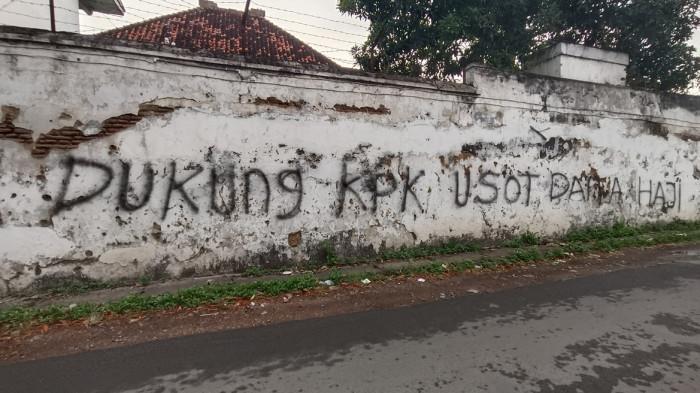 DUKUng KPK USOT DANA HAJI